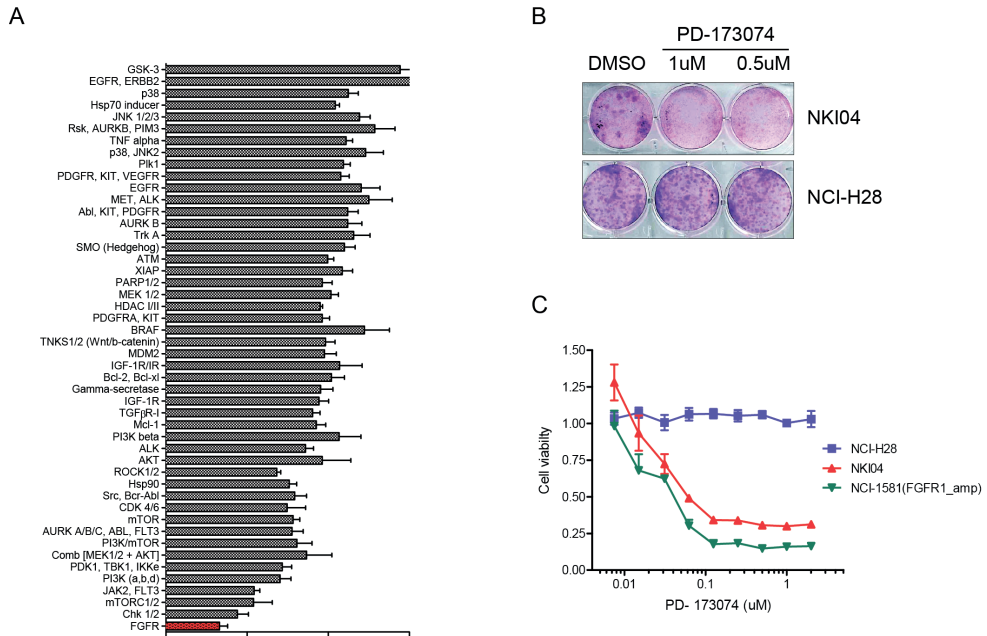 A
GSK-3
EGFR, ERBB2
p38
Hsp70 inducer
JNK 1/2/3
Rsk, AURKB, PIM3
TNF alpha
p38, JNK2
Plk1
PDGFR, KIT, VEGFR
EGFR
MET, ALK
Abl, KIT, PDGFR
AURK B
Trk A
SMO (Hedgehog)
ATM
XIAP
PARP1/2
MEK 1/2
HDAC I/II
PDGFRA, KIT
BRAF
TNKS1/2 (Wnt/b-catenin)
MDM2
IGF-1R/IR
Bcl-2, Bcl-xl
Gamma-secretase
IGF-1R
TGFβR-I
Mcl-1
PI3K beta
ALK
AKT
ROCK1/2
Hsp90
Src, Bcr-Abl
CDK 4/6
mTOR
AURK A/B/C, ABL, FLT3
PI3K/mTOR
Comb [MEK1/2 + AKT]
PDK1, TBK1, IKKe
PI3K (a,b,d)
JAK2, FLT3
mTORC1/2
Chk 1/2
FGFR
B
PD-173074
DMSO 1uM 0.5uM
NKI04
NCI-H28
C
1.50
1.25
1.00
0.75
0.50
0.25
0.00
Cell viabilty
0.01 0.1 1
PD- 173074 (uM)
NCI-H28
NKI04
NCI-1581(FGFR1_amp)